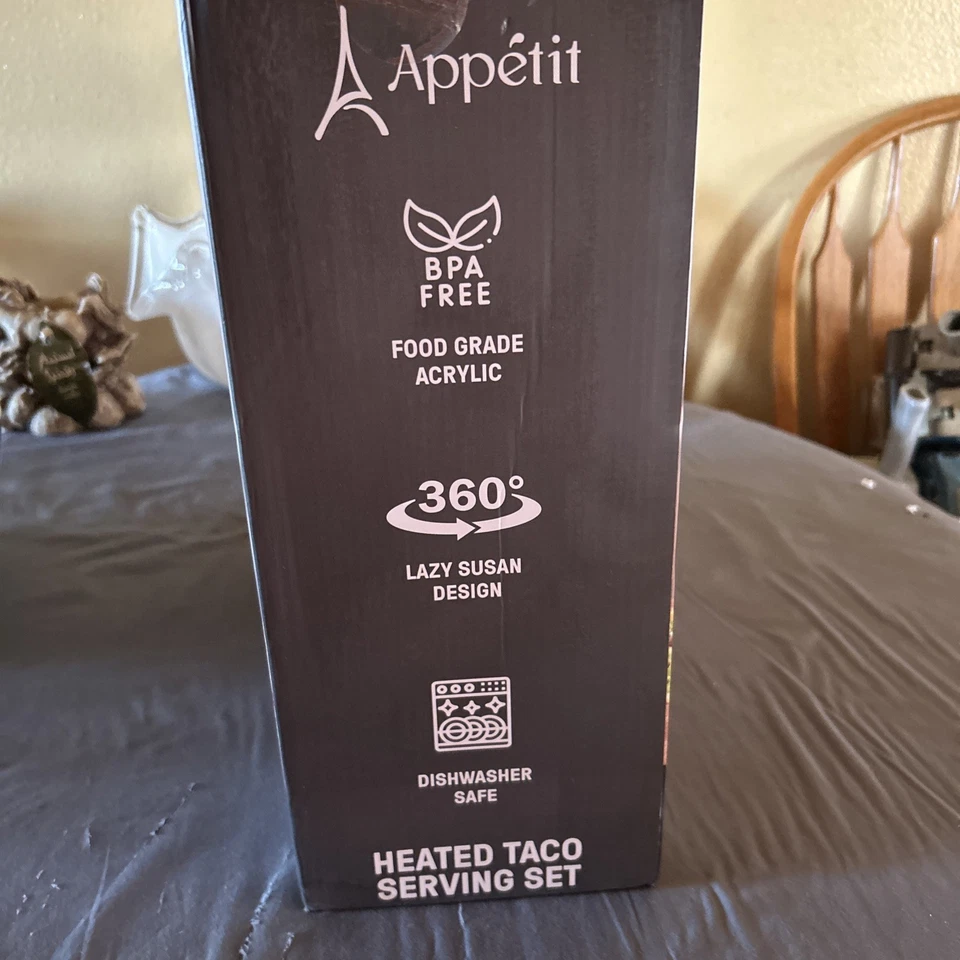 Appétit
BPA
FREE
FOOD GRADE
ACRYLIC
360°
LAZY SUSAN
DESIGN
DISHWASHER
SAFE
HEATED TACO
SERVING SET